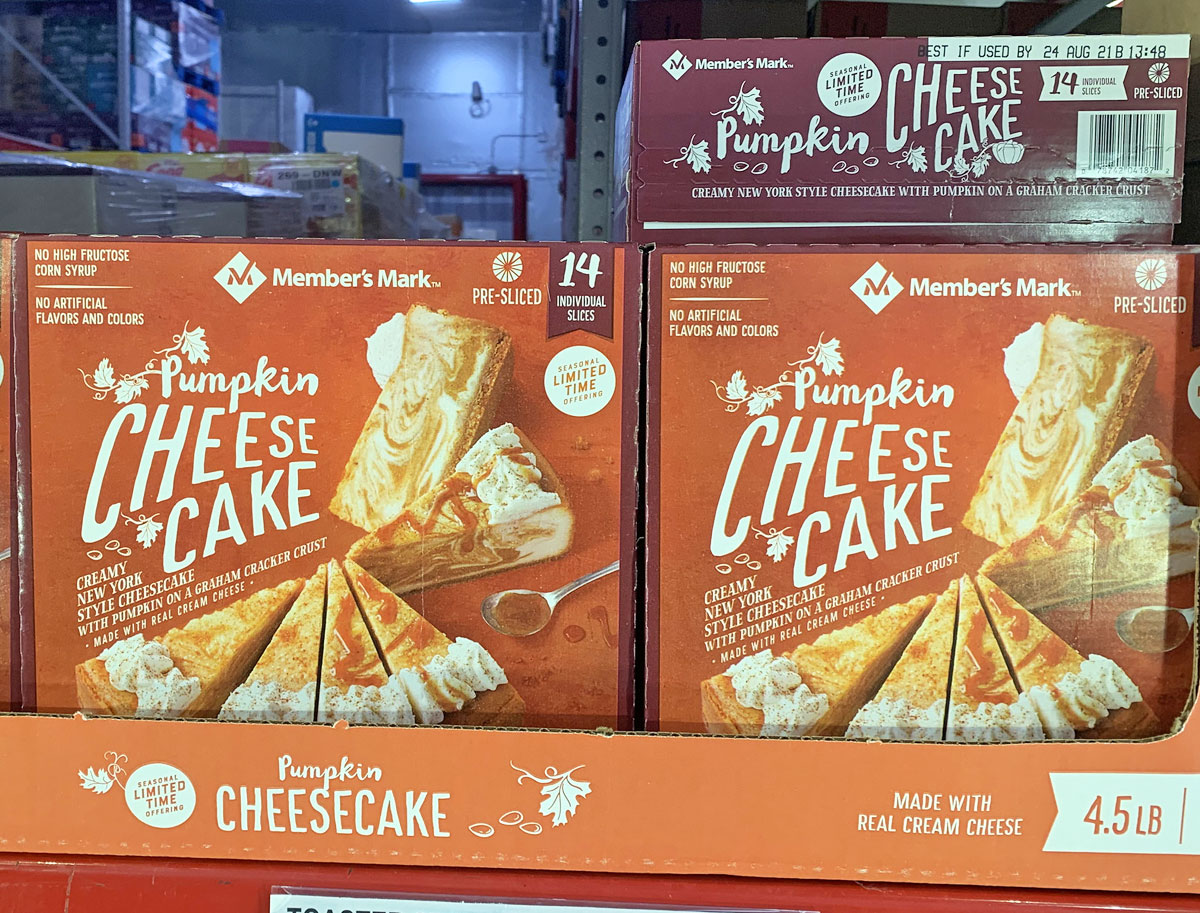 BEST IF USED BY 24 AUG 21B 13:48
Member's Mark™
SEASONAL
LIMITED
TIME
OFFERING
Pumpkin
CHEESE
CAKE
14 INDIVIDUAL
SLICES
PRE-SLICED
CREAMY NEW YORK STYLE CHEESECAKE WITH PUMPKIN ON A GRAHAM CRACKER CRUST
NO HIGH FRUCTOSE
CORN SYRUP
NO ARTIFICIAL
FLAVORS AND COLORS
Member's Mark™
PRE-SLICED
14
INDIVIDUAL
SLICES
SEASONAL
LIMITED
TIME
OFFERING
Pumpkin
CHEESE
CAKE
CREAMY
NEW YORK
STYLE CHEESECAKE
WITH PUMPKIN ON A GRAHAM CRACKER CRUST
• MADE WITH REAL CREAM CHEESE •
NO HIGH FRUCTOSE
CORN SYRUP
NO ARTIFICIAL
FLAVORS AND COLORS
Member's Mark™
PRE-SLICED
Pumpkin
CHEESE
CAKE
CREAMY
NEW YORK
STYLE CHEESECAKE
WITH PUMPKIN ON A GRAHAM CRACKER CRUST
• MADE WITH REAL CREAM CHEESE •
SEASONAL
LIMITED
TIME
OFFERING
Pumpkin
CHEESECAKE
MADE WITH
REAL CREAM CHEESE
4.5 LB